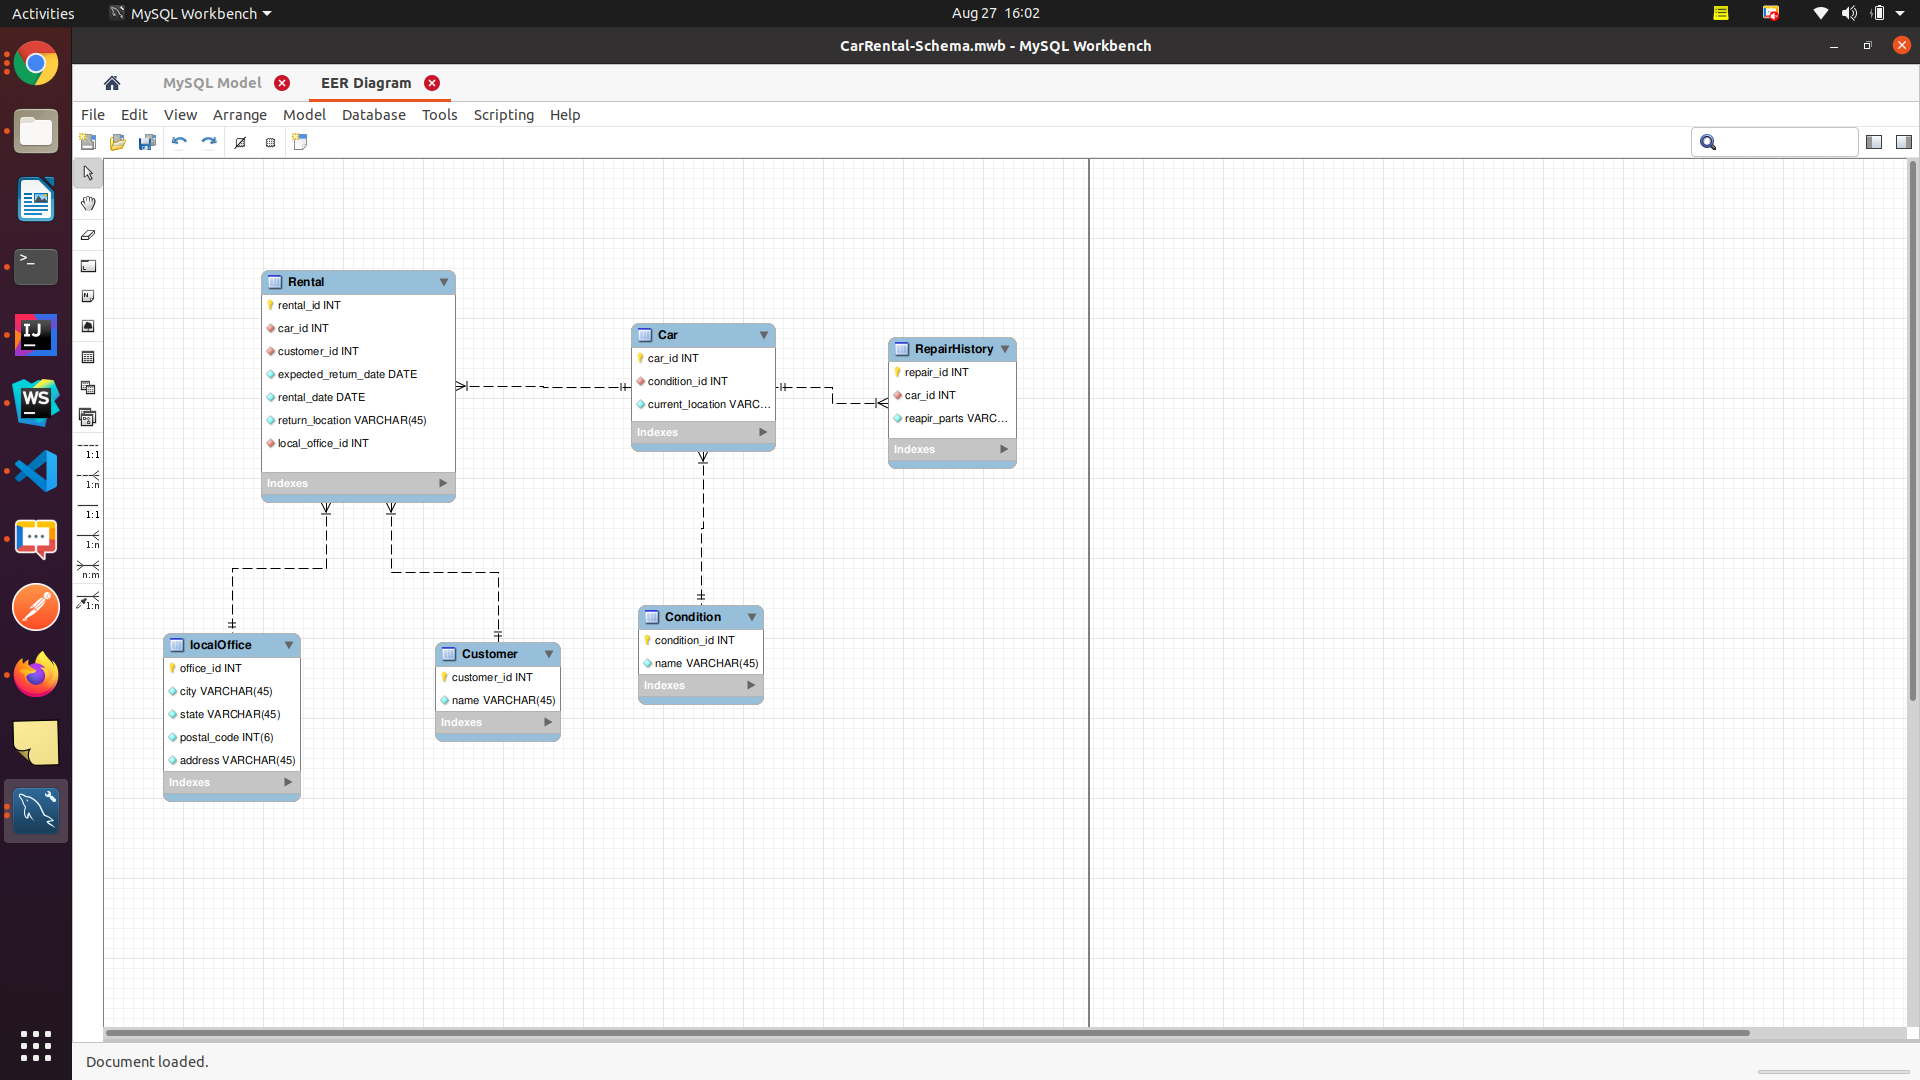 Activities
MySQL Workbench
Aug 27 16:02
CarRental-Schema.mwb - MySQL Workbench
MySQL Model
EER Diagram
File Edit View Arrange Model Database Tools Scripting Help
Rental
rental_id INT
car_id INT
customer_id INT
expected_return_date DATE
rental_date DATE
return_location VARCHAR(45)
local_office_id INT
Indexes
Car
car_id INT
condition_id INT
current_location VARC...
Indexes
RepairHistory
repair_id INT
car_id INT
reapir_parts VARC...
Indexes
localOffice
office_id INT
city VARCHAR(45)
state VARCHAR(45)
postal_code INT(6)
address VARCHAR(45)
Indexes
Customer
customer_id INT
name VARCHAR(45)
Indexes
Condition
condition_id INT
name VARCHAR(45)
Indexes
1:1
1:n
1:1
1:n
n:m
1:n
>_
IJ
WS
Document loaded.